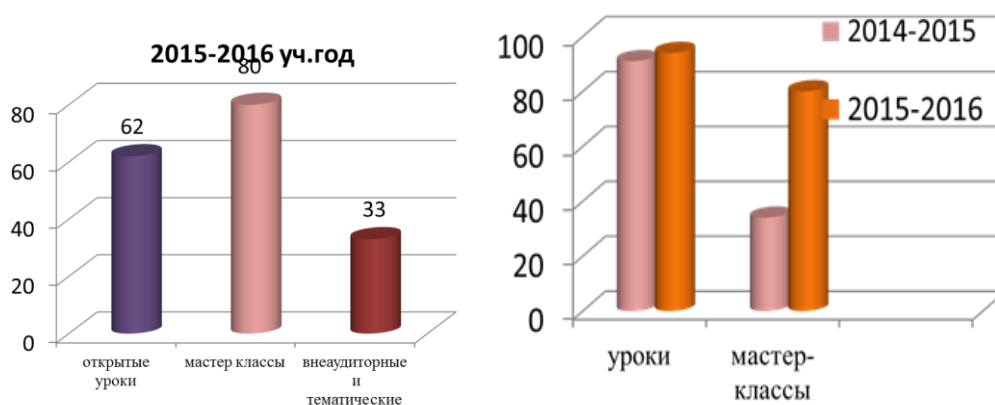 2015-2016 уч.год
80
62
33
80
60
40
20
0
открытые
уроки
мастер классы
внеаудиторные
и
тематические
100
80
60
40
20
0
2014-2015
2015-2016
уроки
мастер-
классы